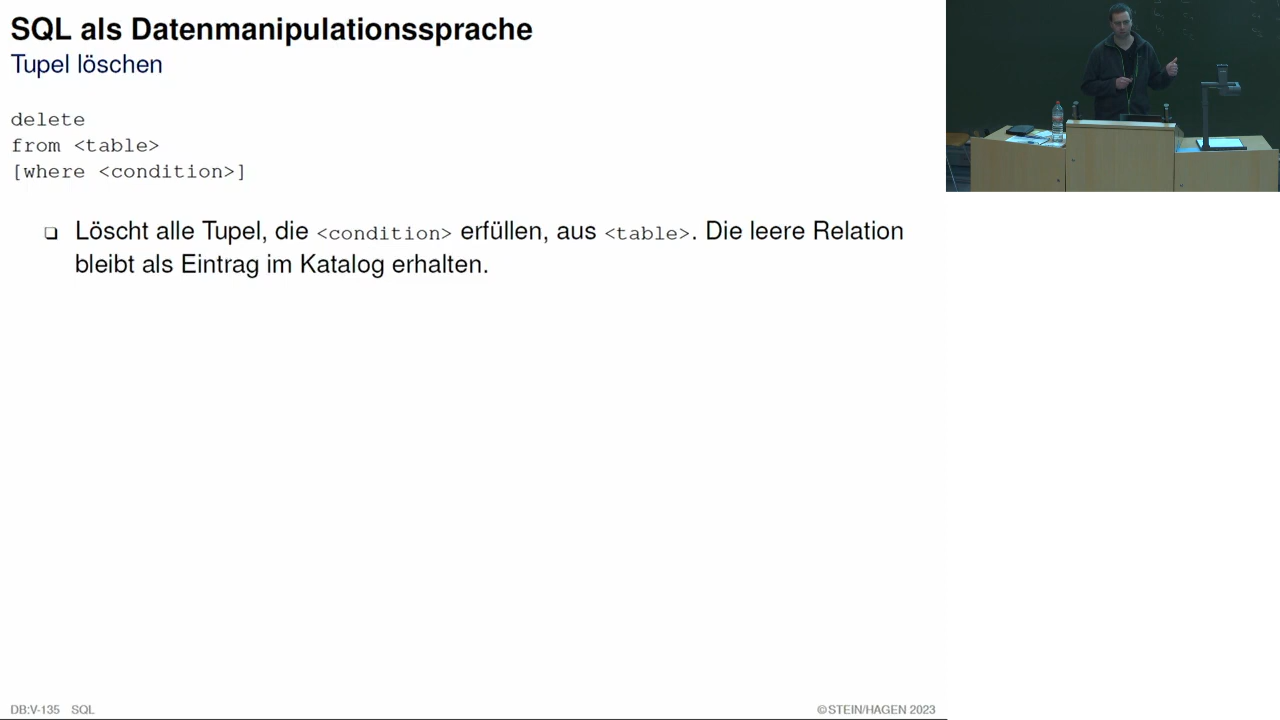 SQL als Datenmanipulationssprache
Tupel löschen
delete
from <table>
[where <condition>]
❑ Löscht alle Tupel, die <condition> erfüllen, aus <table>. Die leere Relation
bleibt als Eintrag im Katalog erhalten.
DB:V-135 SQL
©STEIN/HAGEN 2023